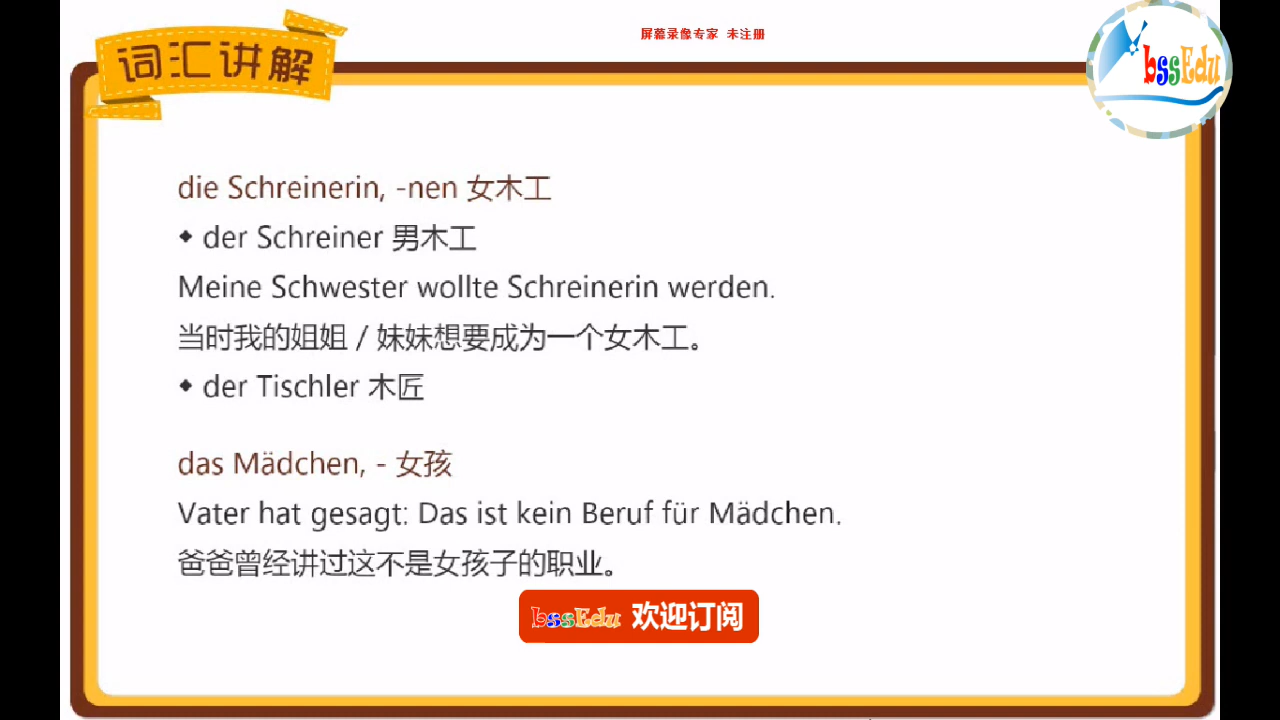 屏幕录像专家 未注册
词汇讲解
bssEdu
die Schreinerin, -nen 女木工
◆ der Schreiner 男木工
Meine Schwester wollte Schreinerin werden.
当时我的姐姐 / 妹妹想要成为一个女木工。
◆ der Tischler 木匠
das Mädchen, - 女孩
Vater hat gesagt: Das ist kein Beruf für Mädchen.
爸爸曾经讲过这不是女孩子的职业。
bssEdu 欢迎订阅